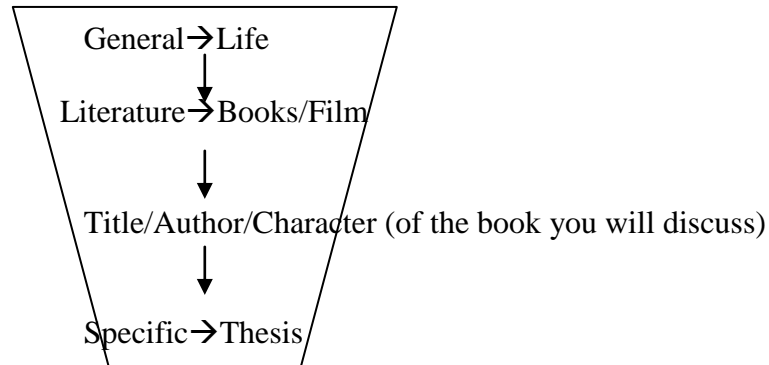 General→Life
Literature→Books/Film
Title/Author/Character (of the book you will discuss)
Specific→Thesis